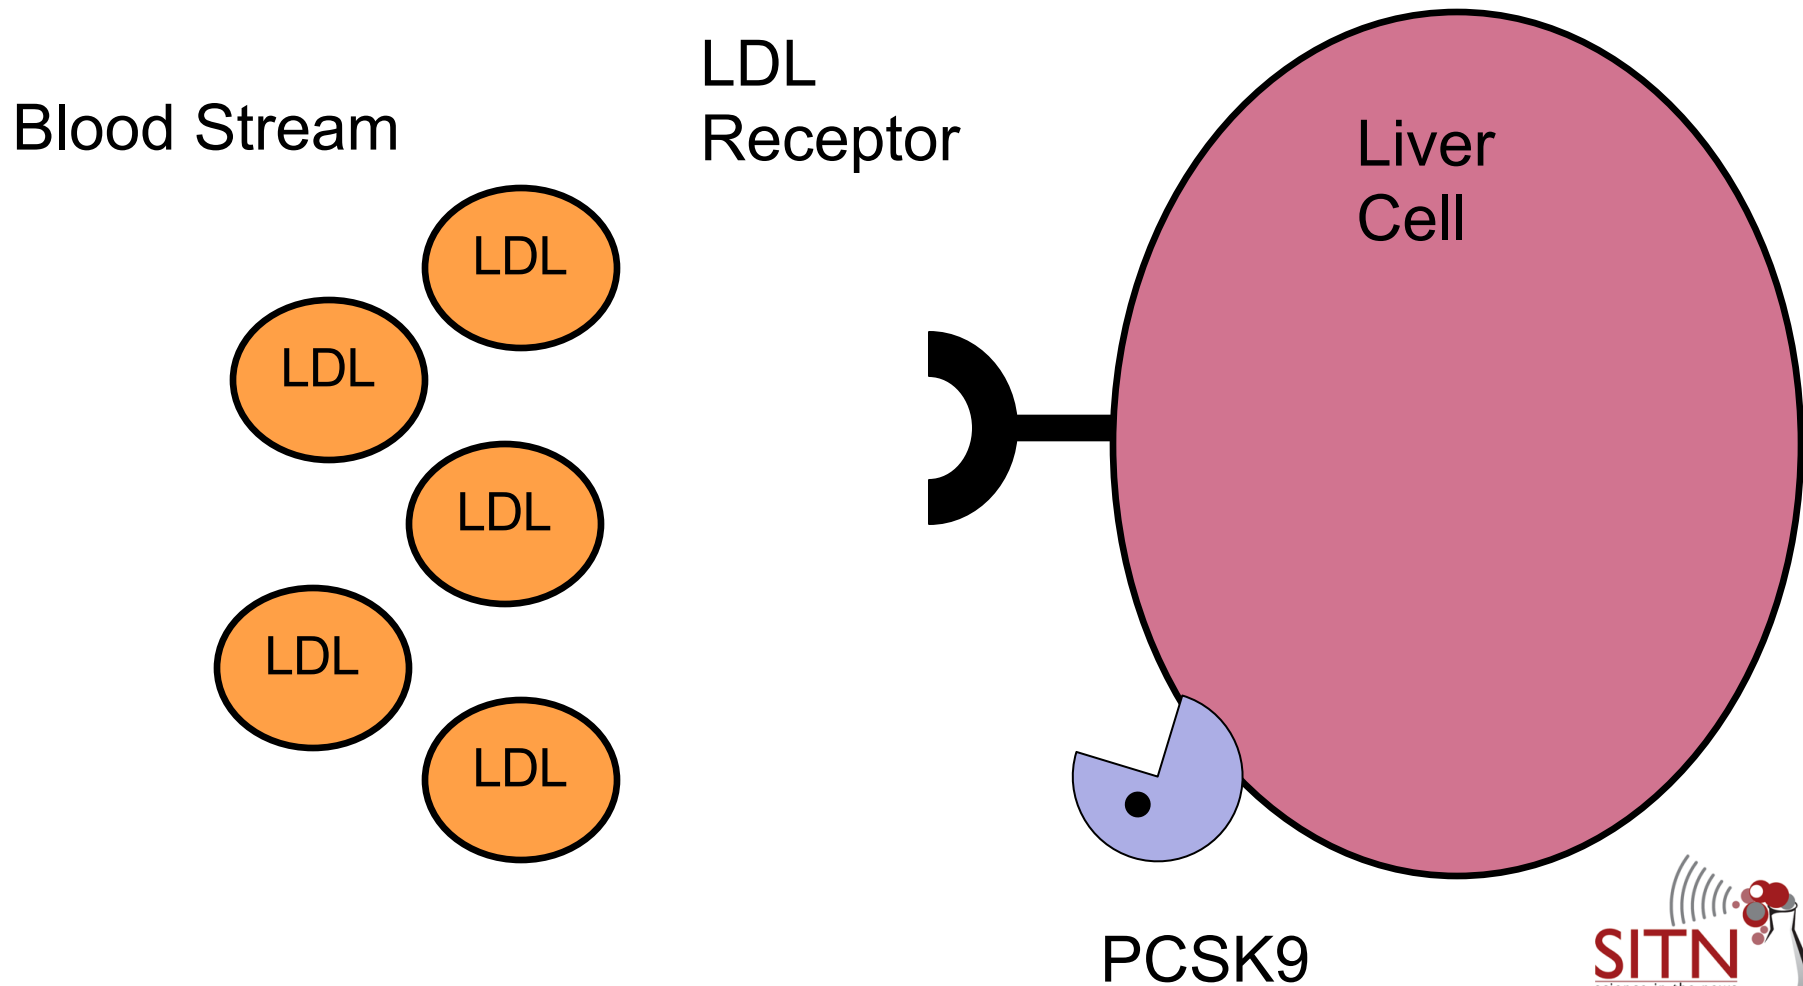 LDL
Receptor
Blood Stream
Liver
Cell
LDL
LDL
LDL
LDL
LDL
PCSK9
SITN